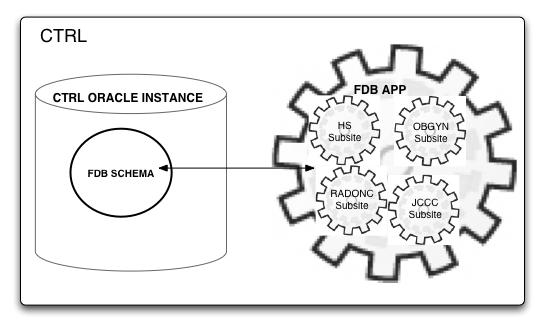 CTRL
CTRL ORACLE INSTANCE
FDB SCHEMA
FDB APP
HS
Subsite
OBGYN
Subsite
RADONC
Subsite
JCCC
Subsite